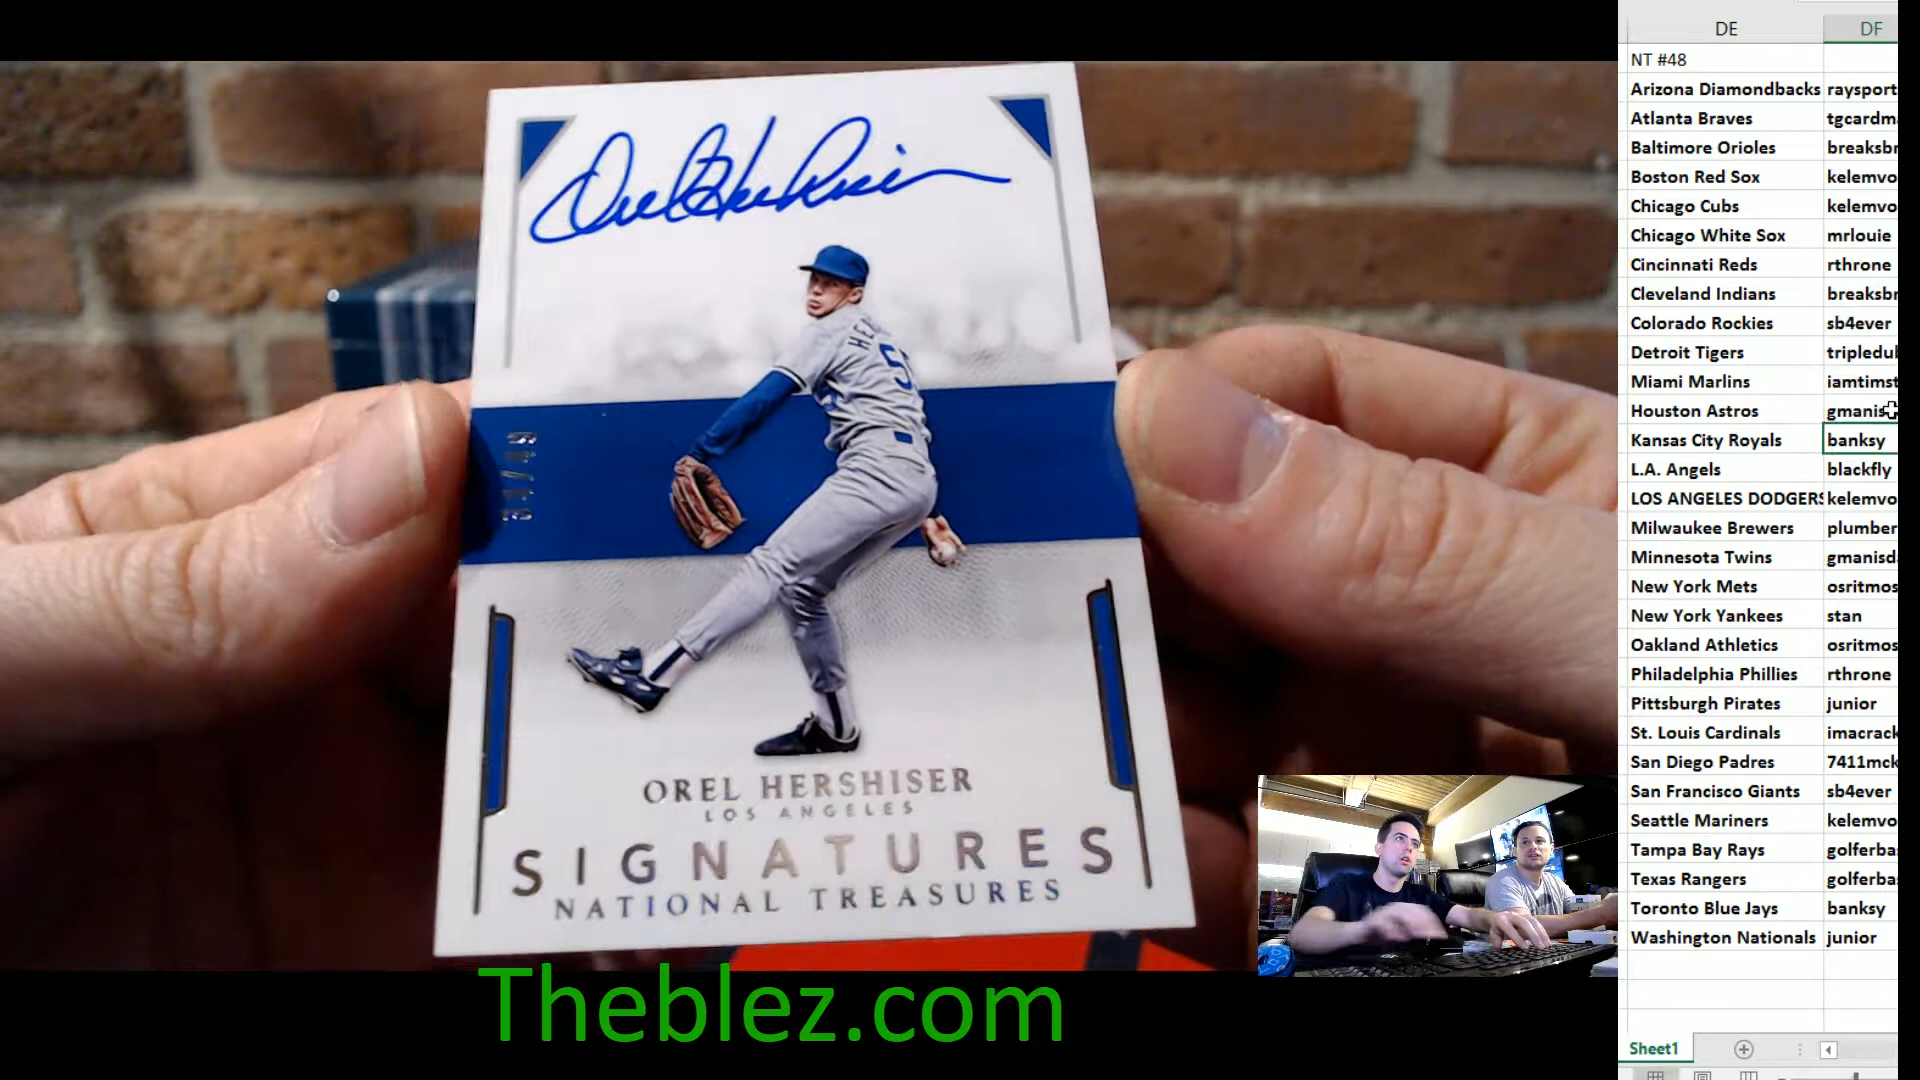 Orel Hershiser
OREL HERSHISER
LOS ANGELES
SIGNATURES
NATIONAL TREASURES
Theblez.com
DE DF
NT #48
Arizona Diamondbacks raysport
Atlanta Braves tgcardm
Baltimore Orioles breaksbr
Boston Red Sox kelemvo
Chicago Cubs kelemvo
Chicago White Sox mrlouie
Cincinnati Reds rthrone
Cleveland Indians breaksbr
Colorado Rockies sb4ever
Detroit Tigers tripledub
Miami Marlins iamtimst
Houston Astros gmanis
Kansas City Royals banksy
L.A. Angels blackfly
LOS ANGELES DODGERS kelemvo
Milwaukee Brewers plumber
Minnesota Twins gmanisd
New York Mets osritmos
New York Yankees stan
Oakland Athletics osritmos
Philadelphia Phillies rthrone
Pittsburgh Pirates junior
St. Louis Cardinals imacrack
San Diego Padres 7411mck
San Francisco Giants sb4ever
Seattle Mariners kelemvo
Tampa Bay Rays golferba
Texas Rangers golferba
Toronto Blue Jays banksy
Washington Nationals junior
Sheet1